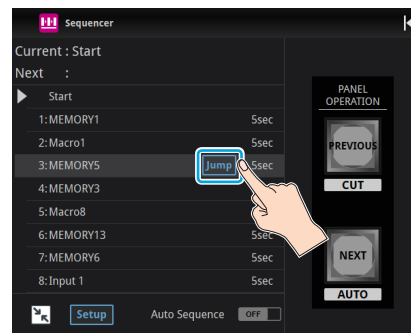 Sequencer
Current : Start
Next :
Start
1: MEMORY1 5sec
2: Macro1 5sec
3: MEMORY5 Jump 5sec
4: MEMORY3
5: Macro8
6: MEMORY13 5sec
7: MEMORY6 5sec
8: Input 1 5sec
Setup Auto Sequence OFF
PANEL
OPERATION
PREVIOUS
CUT
NEXT
AUTO